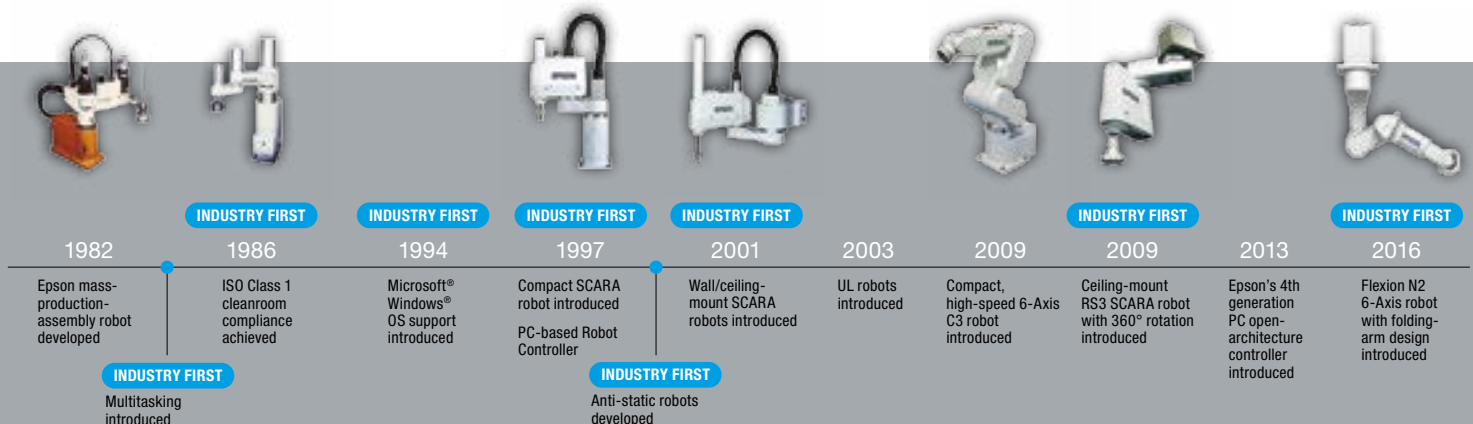 INDUSTRY FIRST
INDUSTRY FIRST
INDUSTRY FIRST
INDUSTRY FIRST
INDUSTRY FIRST
INDUSTRY FIRST
1982
1986
1994
1997
2001
2003
2009
2009
2013
2016
Epson mass-
production-
assembly robot
developed
ISO Class 1
cleanroom
compliance
achieved
Microsoft®
Windows®
OS support
introduced
Compact SCARA
robot introduced
PC-based Robot
Controller
Wall/ceiling-
mount SCARA
robots introduced
UL robots
introduced
Compact,
high-speed 6-Axis
C3 robot
introduced
Ceiling-mount
RS3 SCARA robot
with 360° rotation
introduced
Epson's 4th
generation
PC open-
architecture
controller
introduced
Flexion N2
6-Axis robot
with folding-
arm design
introduced
INDUSTRY FIRST
Multitasking
introduced
INDUSTRY FIRST
Anti-static robots
developed